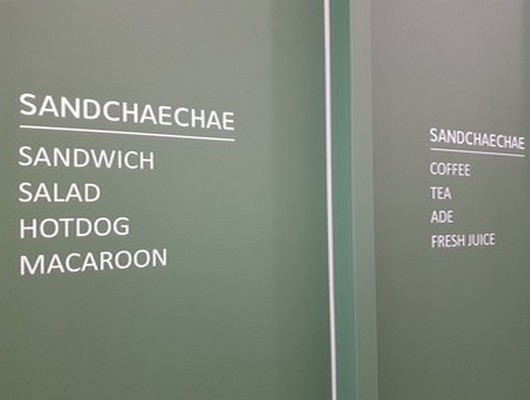 SANDCHAECHAE
SANDWICH
SALAD
HOTDOG
MACAROON
SANDCHAECHAE
COFFEE
TEA
ADE
FRESH JUICE